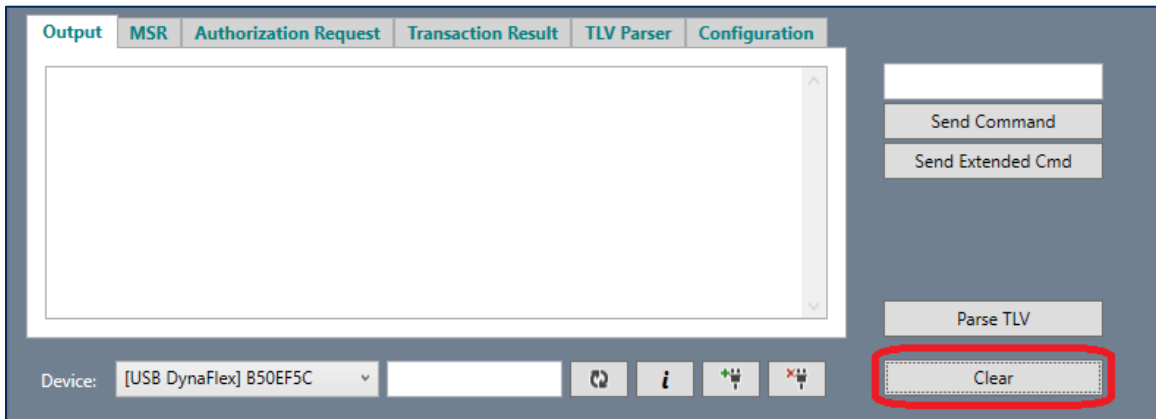 Output MSR Authorization Request Transaction Result TLV Parser Configuration
Send Command
Send Extended Cmd
Parse TLV
Device: [USB DynaFlex] B50EF5C i Clear